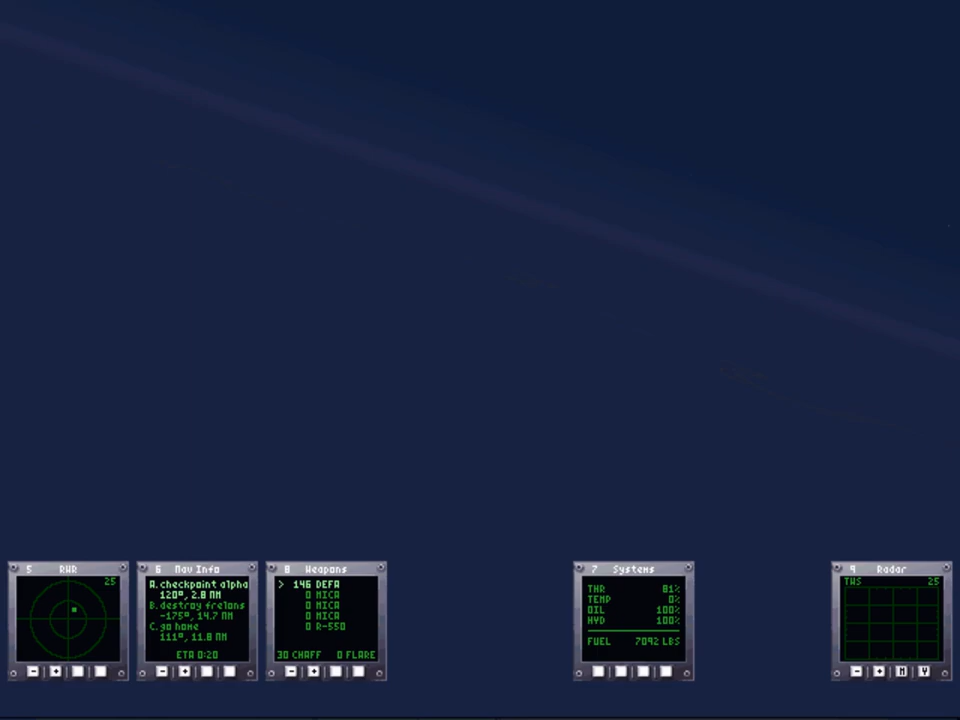 5 RWR
25
6 Nav Info
A. checkpoint alpha
120º, 2.8 NM
B. destroy frelons
-175º, 14.7 NM
C. go home
111º, 11.8 NM
ETA 0:20
8 Weapons
> 146 DEFA
0 MICA
0 MICA
0 MICA
0 R-550
30 CHAFF 0 FLARE
7 Systems
THR 81%
TEMP 0%
OIL 100%
HYD 100%
FUEL 7092 LBS
9 Radar
TWS 25
- +
- +
- +
- + M Y